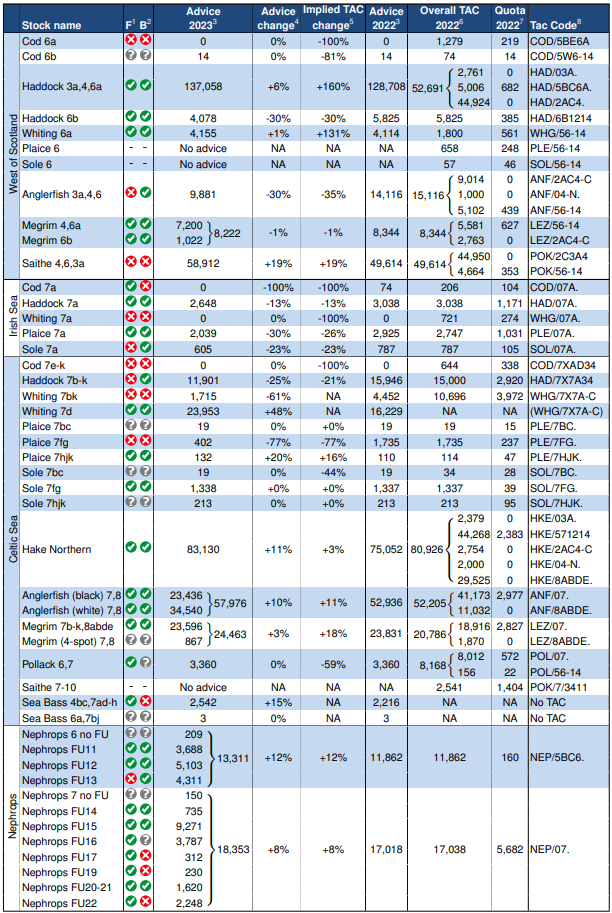 Stock name F1 B2 Advice 20233 Advice change4 Implied TAC change5 Advice 20223 Overall TAC 20226 Quota 20227 Tac Code8
West of Scotland
Cod 6a 0 0% -100% 0 1,279 219 COD/5BE6A
Cod 6b 14 0% -81% 14 74 14 COD/5W6-14
Haddock 3a,4,6a 137,058 +6% +160% 128,708 52,691 2,761 0 HAD/03A.
5,006 682 HAD/5BC6A.
44,924 0 HAD/2AC4.
Haddock 6b 4,078 -30% -30% 5,825 5,825 385 HAD/6B1214
Whiting 6a 4,155 +1% +131% 4,114 1,800 561 WHG/56-14
Plaice 6 - - No advice NA NA NA 658 248 PLE/56-14
Sole 6 - - No advice NA NA NA 57 46 SOL/56-14
Anglerfish 3a,4,6 9,881 -30% -35% 14,116 15,116 9,014 0 ANF/2AC4-C
1,000 0 ANF/04-N.
5,102 439 ANF/56-14
Megrim 4,6a 7,200 8,222 -1% -1% 8,344 8,344 5,581 627 LEZ/56-14
Megrim 6b 1,022 2,763 0 LEZ/2AC4-C
Saithe 4,6,3a 58,912 +19% +19% 49,614 49,614 44,950 0 POK/2C3A4
4,664 353 POK/56-14
Irish Sea
Cod 7a 0 -100% -100% 74 206 104 COD/07A.
Haddock 7a 2,648 -13% -13% 3,038 3,038 1,171 HAD/07A.
Whiting 7a 0 0% -100% 0 721 274 WHG/07A.
Plaice 7a 2,039 -30% -26% 2,925 2,747 1,031 PLE/07A.
Sole 7a 605 -23% -23% 787 787 105 SOL/07A.
Celtic Sea
Cod 7e-k 0 0% -100% 0 644 338 COD/7XAD34
Haddock 7b-k 11,901 -25% -21% 15,946 15,000 2,920 HAD/7X7A34
Whiting 7bk 1,715 -61% NA 4,452 10,696 3,972 WHG/7X7A-C
Whiting 7d 23,953 +48% NA 16,229 NA NA (WHG/7X7A-C)
Plaice 7bc ? ? 19 0% +0% 19 19 15 PLE/7BC.
Plaice 7fg 402 -77% -77% 1,735 1,735 237 PLE/7FG.
Plaice 7hjk 132 +20% +16% 110 114 47 PLE/7HJK.
Sole 7bc ? ? 19 0% -44% 19 34 28 SOL/7BC.
Sole 7fg 1,338 +0% +0% 1,337 1,337 39 SOL/7FG.
Sole 7hjk ? ? 213 0% +0% 213 213 95 SOL/7HJK.
Hake Northern 83,130 +11% +3% 75,052 80,926 2,379 0 HKE/03A.
44,268 2,383 HKE/571214
2,754 0 HKE/2AC4-C
2,000 0 HKE/04-N.
29,525 0 HKE/8ABDE.
Anglerfish (black) 7,8 23,436 57,976 +10% +11% 52,936 52,205 41,173 2,977 ANF/07.
Anglerfish (white) 7,8 34,540 11,032 0 ANF/8ABDE.
Megrim 7b-k,8abde 23,596 24,463 +3% +18% 23,831 20,786 18,916 2,827 LEZ/07.
Megrim (4-spot) 7,8 ? ? 867 1,870 0 LEZ/8ABDE.
Pollack 6,7 ? 3,360 0% -59% 3,360 8,168 8,012 572 POL/07.
156 22 POL/56-14
Saithe 7-10 - - No advice NA NA NA 2,541 1,404 POK/7/3411
Sea Bass 4bc,7ad-h 2,542 +15% NA 2,216 NA NA No TAC
Sea Bass 6a,7bj ? ? 3 0% NA 3 NA NA No TAC
Nephrops
Nephrops 6 no FU ? ? 209
Nephrops FU11 3,688
Nephrops FU12 5,103 13,311 +12% +12% 11,862 11,862 160 NEP/5BC6.
Nephrops FU13 4,311
Nephrops 7 no FU ? ? 150
Nephrops FU14 735
Nephrops FU15 9,271
Nephrops FU16 ? 3,787
Nephrops FU17 312 18,353 +8% +8% 17,018 17,038 5,682 NEP/07.
Nephrops FU19 230
Nephrops FU20-21 1,620
Nephrops FU22 2,248